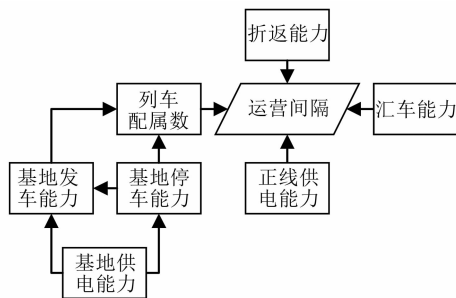 折返能力
列车
配属数
运营间隔
汇车能力
基地发
车能力
基地停
车能力
正线供
电能力
基地供
电能力